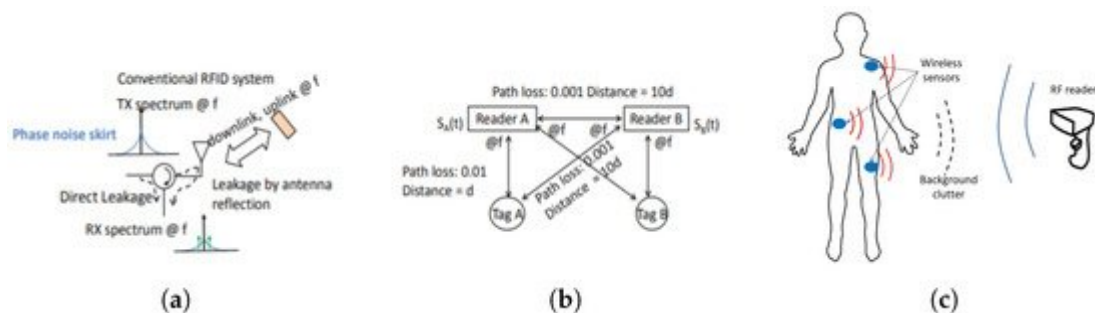 Conventional RFID system
TX spectrum @ f
Phase noise skirt
downlink, uplink @ f
Direct Leakage
Leakage by antenna
reflection
RX spectrum @ f
(a)
Path loss: 0.001 Distance = 10d
S_A(t)
Reader A
Reader B
S_B(t)
@f
@f
@f
@f
Path loss: 0.01
Distance = d
Path loss: 0.001
Distance = 10d
Tag A
Tag B
(b)
Wireless
sensors
RF reader
Background
clutter
(c)